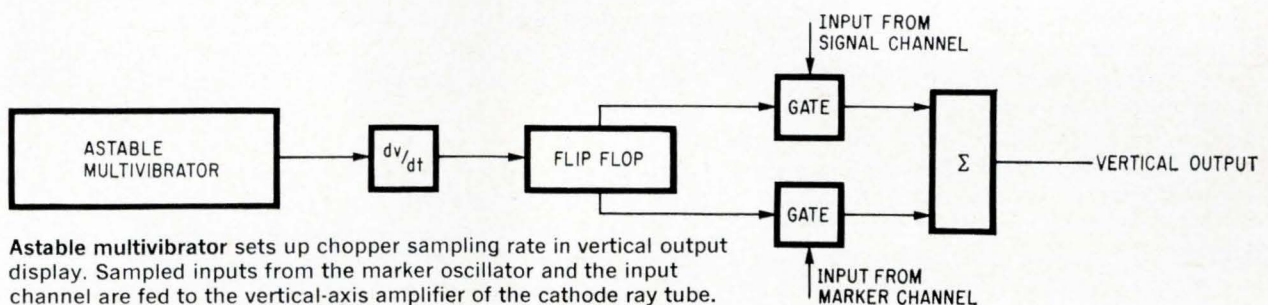 INPUT FROM
SIGNAL CHANNEL
ASTABLE
MULTIVIBRATOR
dv/dt
FLIP FLOP
GATE
Σ
VERTICAL OUTPUT
GATE
INPUT FROM
MARKER CHANNEL
Astable multivibrator sets up chopper sampling rate in vertical output
display. Sampled inputs from the marker oscillator and the input
channel are fed to the vertical-axis amplifier of the cathode ray tube.